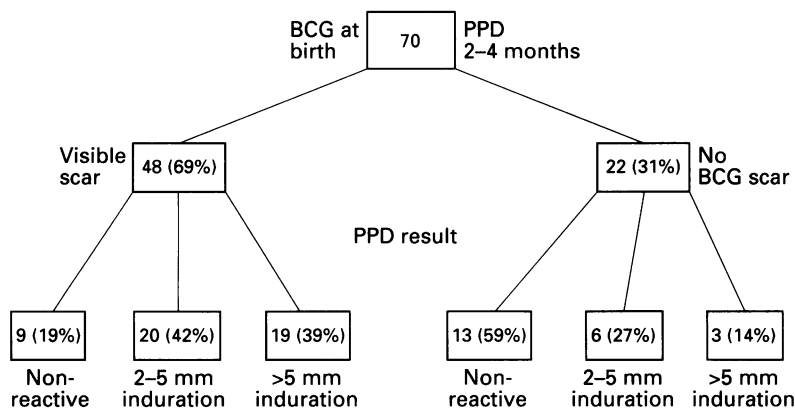 BCG at
birth
70
PPD
2–4 months
Visible
scar
48 (69%)
22 (31%)
No
BCG scar
PPD result
9 (19%)
20 (42%)
19 (39%)
13 (59%)
6 (27%)
3 (14%)
Non-
reactive
2–5 mm
induration
>5 mm
induration
Non-
reactive
2–5 mm
induration
>5 mm
induration